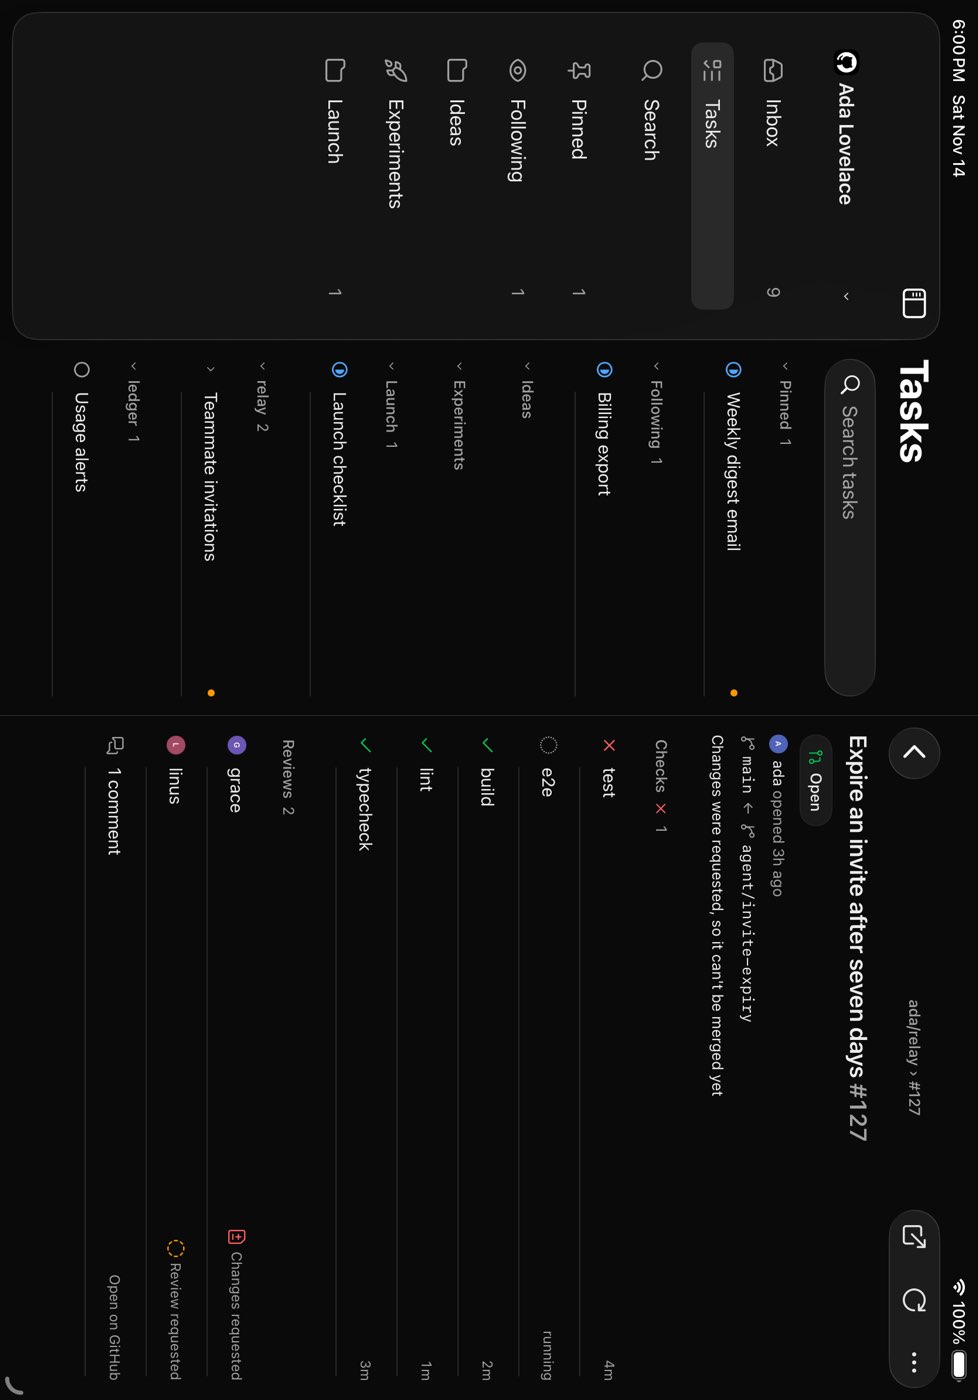 6:00 PM Sat Nov 14
100%
Ada Lovelace
Inbox 9
Tasks
Search
Pinned 1
Following 1
Ideas
Experiments
Launch 1
Tasks
Search tasks
Pinned 1
Weekly digest email
Following 1
Billing export
Ideas
Experiments
Launch 1
Launch checklist
relay 2
Teammate invitations
ledger 1
Usage alerts
ada/relay › #127
Expire an invite after seven days #127
Open
A ada opened 3h ago
main ← agent/invite-expiry
Changes were requested, so it can't be merged yet
Checks 1
test 4m
e2e running
build 2m
lint 1m
typecheck 3m
Reviews 2
G grace Changes requested
L linus Review requested
1 comment Open on GitHub